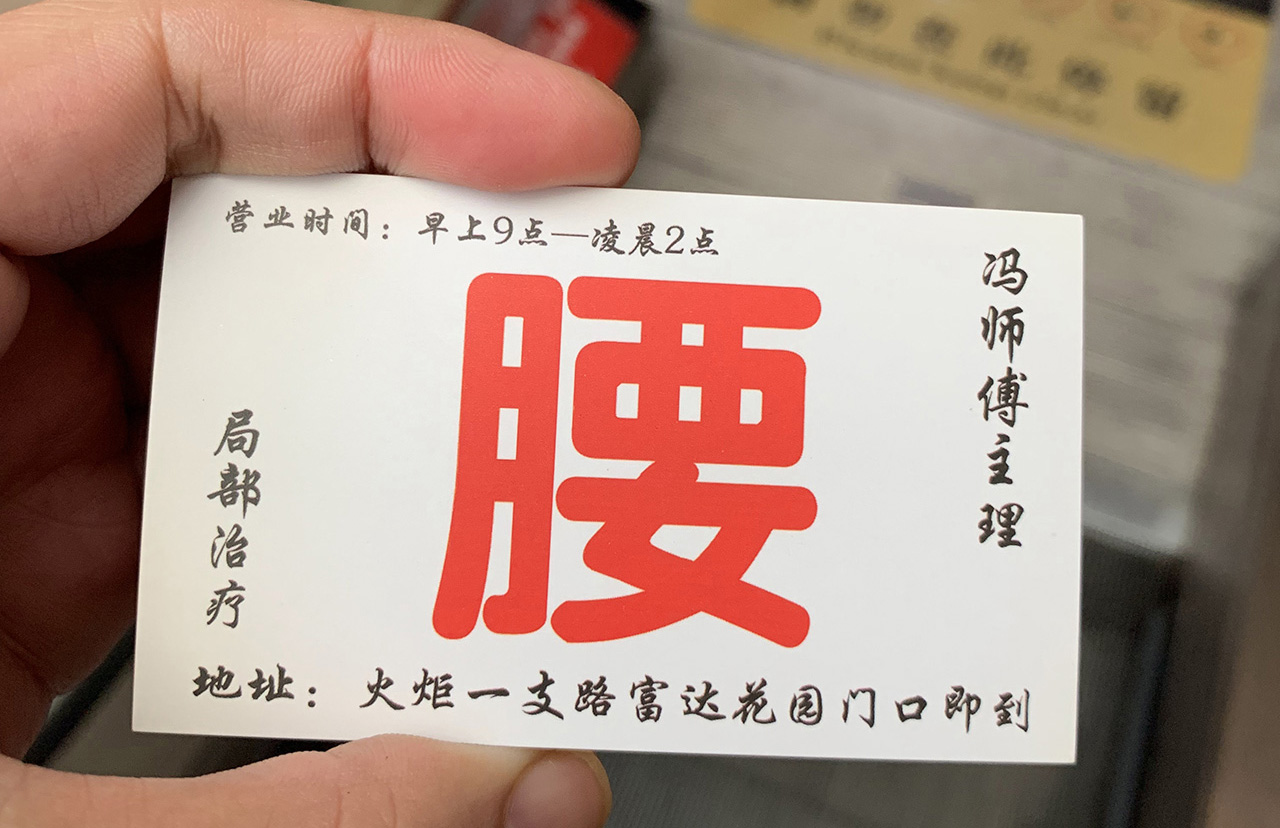 营业时间：早上9点—凌晨2点
腰
冯师傅主理
局部治疗
地址：火炬一支路富达花园门口即到